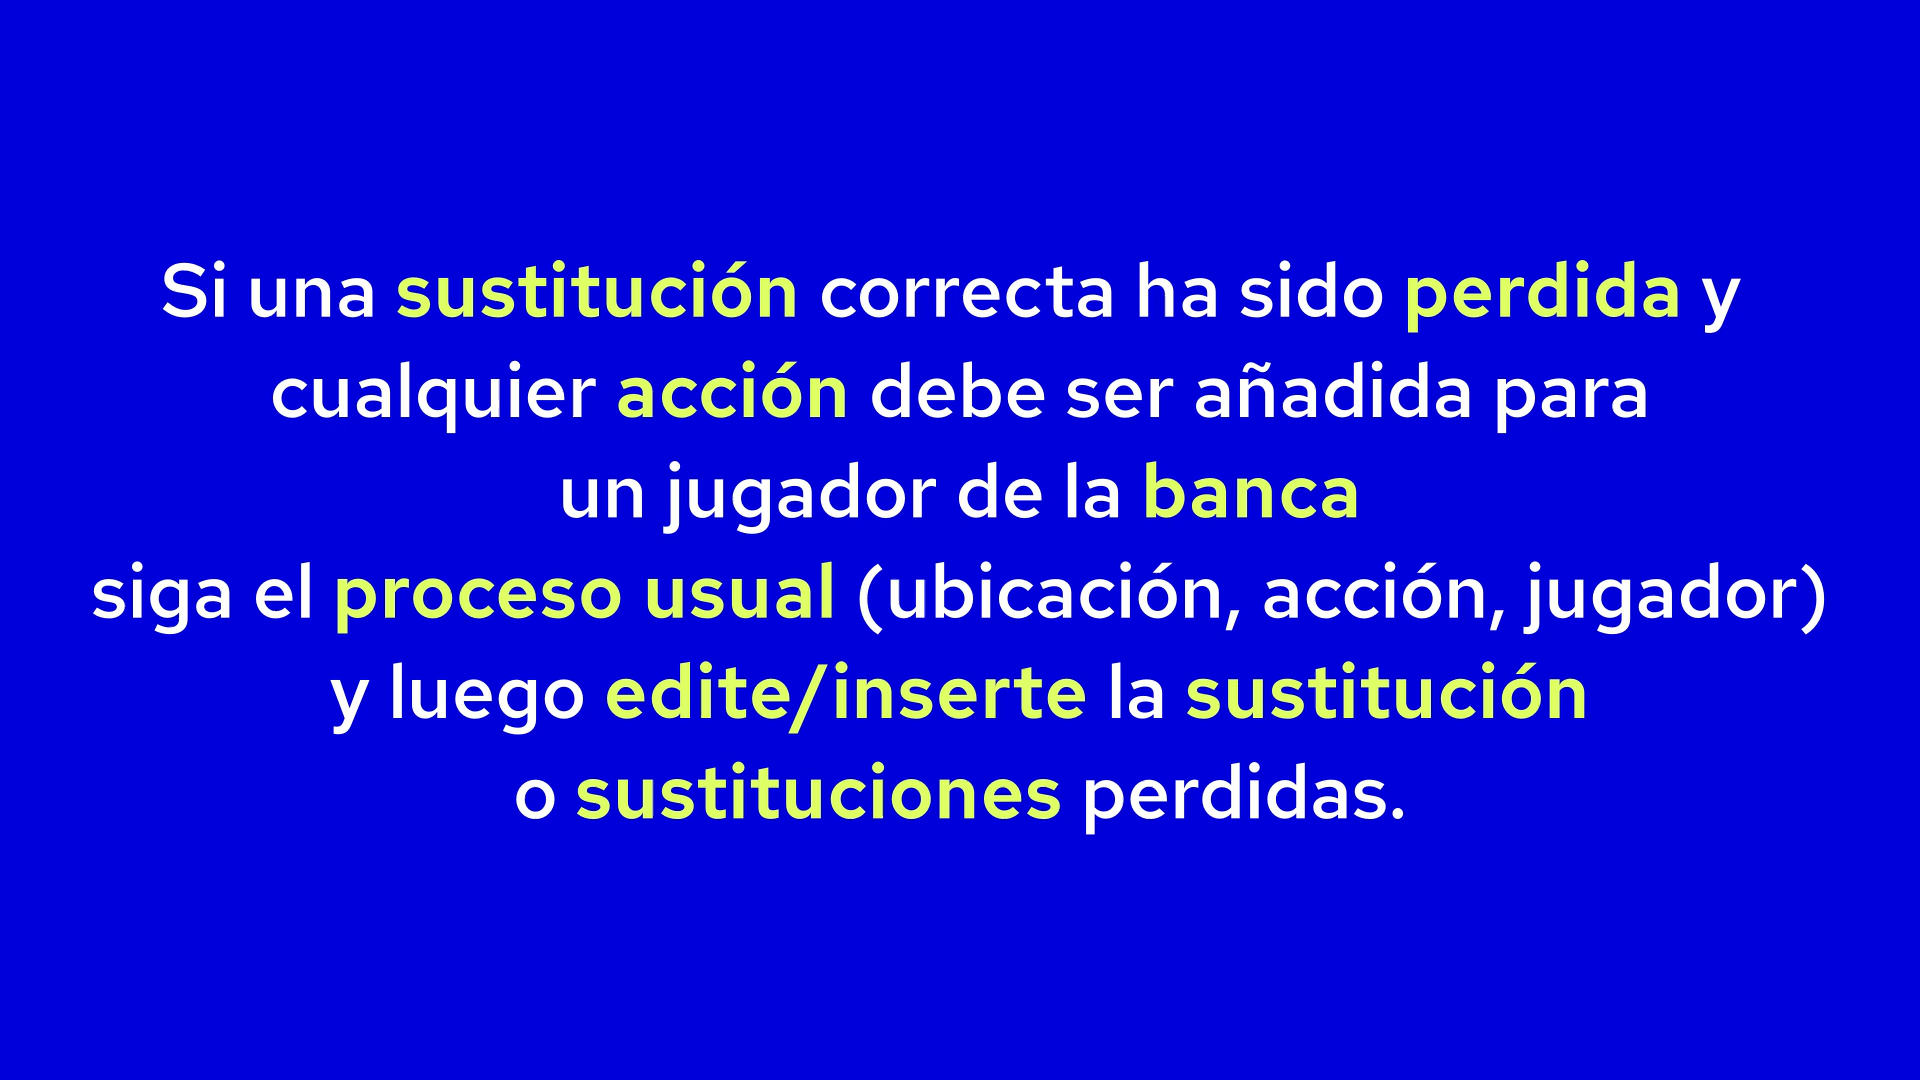 Si una sustitución correcta ha sido perdida y
cualquier acción debe ser añadida para
un jugador de la banca
siga el proceso usual (ubicación, acción, jugador)
y luego edite/inserte la sustitución
o sustituciones perdidas.